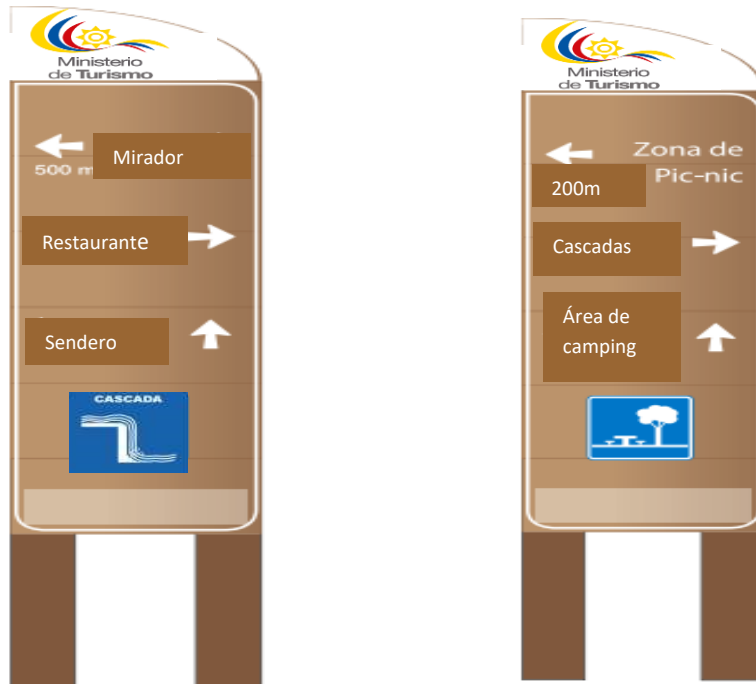 Ministerio
de Turismo
Mirador
500 m
Restaurante
Sendero
CASCADA
Ministerio
de Turismo
Zona de
Pic-nic
200m
Cascadas
Área de
camping